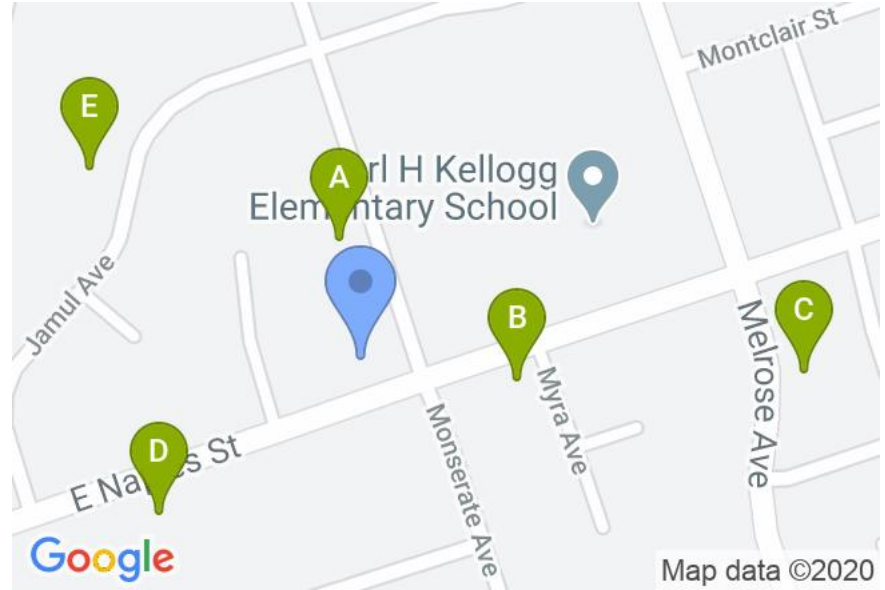 Montclair St
E
A
rl H Kellogg
Elementary School
Jamul Ave
B
C
Melrose Ave
Myra Ave
Monserate Ave
D
E Naples St
Google
Map data ©2020